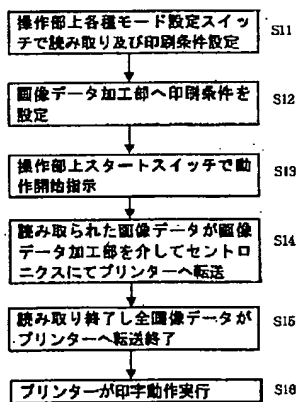 操作部上各種モード設定スイッ
チで読み取り及び印刷条件設定
S11
画像データ加工部へ印刷条件を
設定
S12
操作部上スタートスイッチで動
作開始指示
S13
読み取られた画像データが画像
データ加工部を介してセントロ
ニクスにてプリンターへ転送
S14
読み取り終了し全画像データが
プリンターへ転送終了
S15
プリンターが印字動作実行
S16